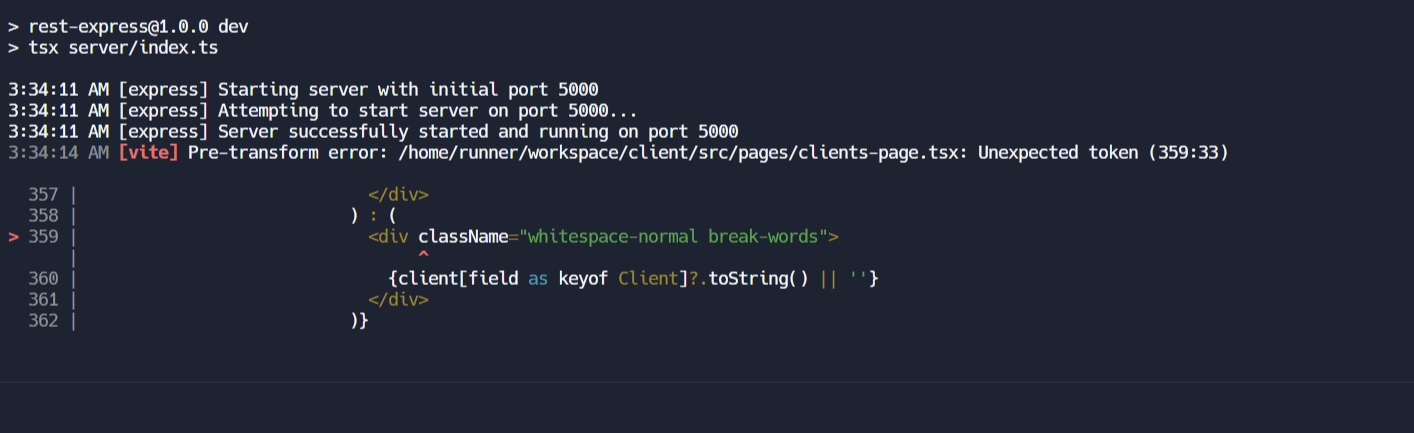 > rest-express@1.0.0 dev
> tsx server/index.ts
3:34:11 AM [express] Starting server with initial port 5000
3:34:11 AM [express] Attempting to start server on port 5000...
3:34:11 AM [express] Server successfully started and running on port 5000
3:34:14 AM [vite] Pre-transform error: /home/runner/workspace/client/src/pages/clients-page.tsx: Unexpected token (359:33)
357 | </div>
358 | ) : (
> 359 | <div className="whitespace-normal break-words">
| ^
360 | {client[field as keyof Client]?.toString() || ''}
361 | </div>
362 | )}